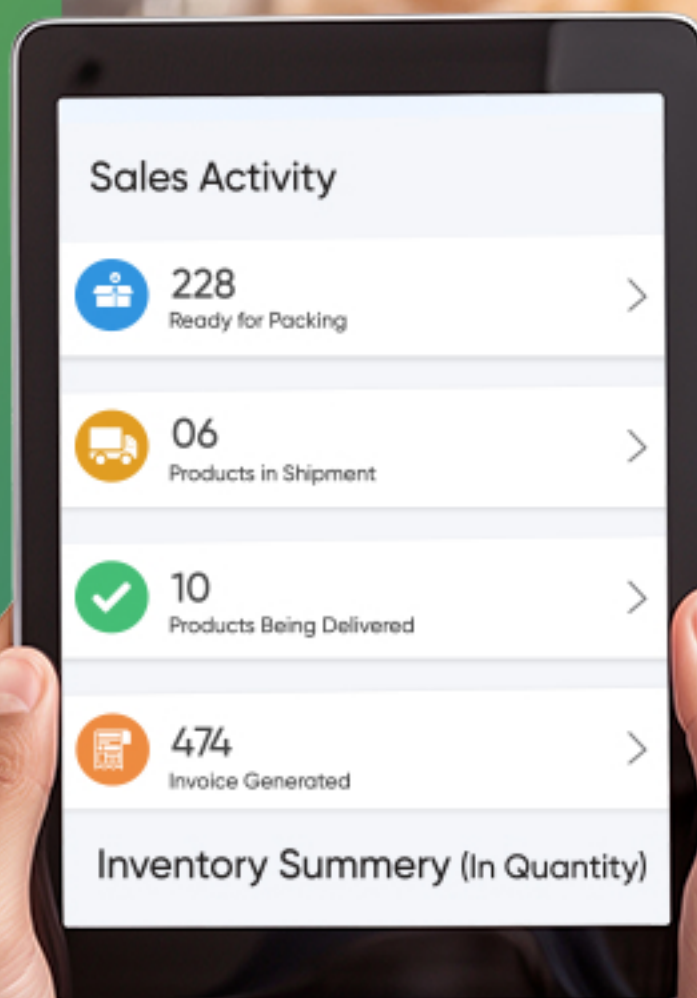 Sales Activity
228
Ready for Packing
06
Products in Shipment
10
Products Being Delivered
474
Invoice Generated
Inventory Summery (In Quantity)